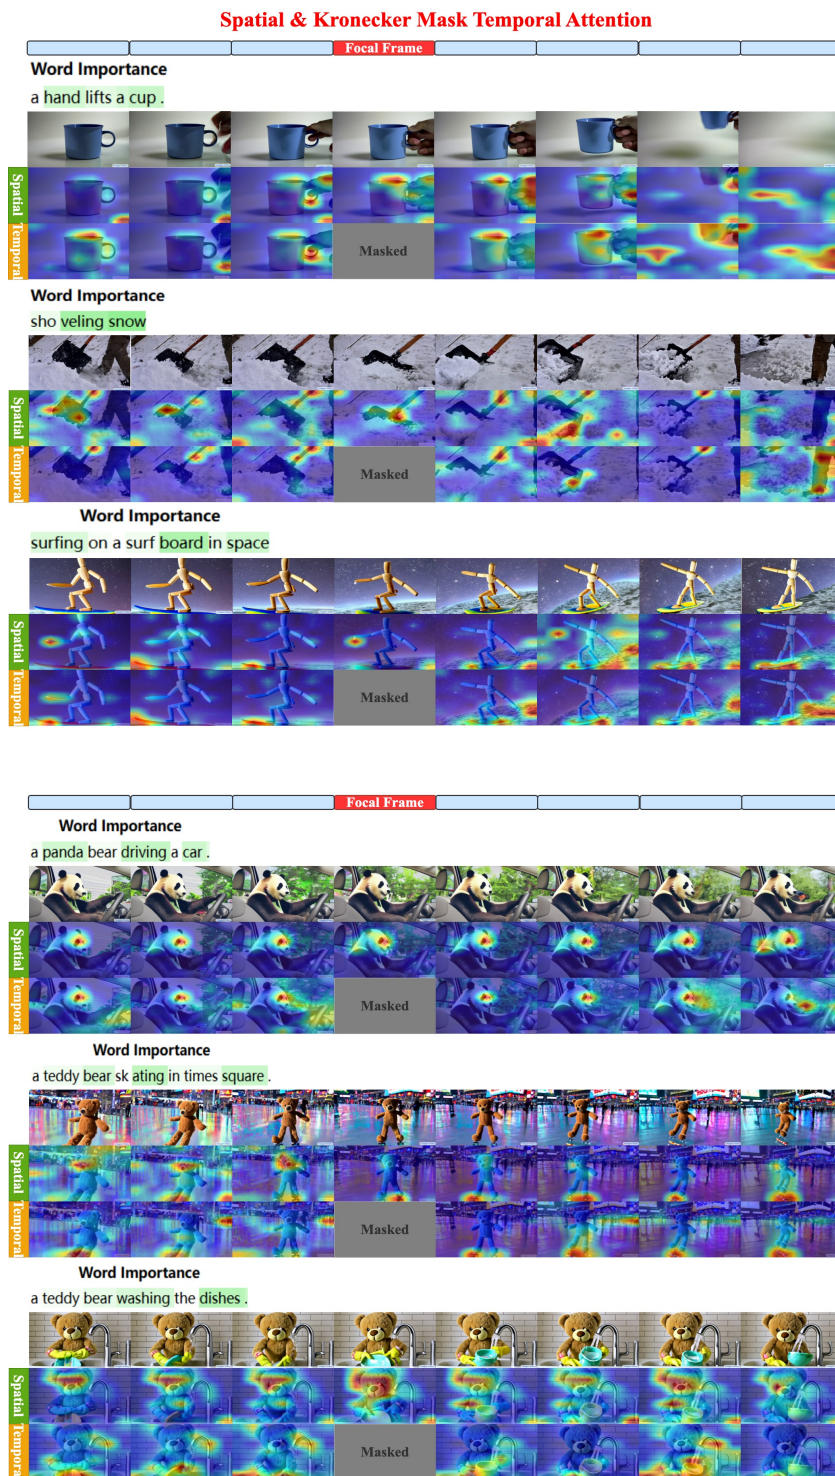 Spatial & Kronecker Mask Temporal Attention
Focal Frame
Word Importance
a hand lifts a cup .
Spatial
Temporal
Masked
Word Importance
sho veling snow
Spatial
Temporal
Masked
Word Importance
surfing on a surf board in space
Spatial
Temporal
Masked
Focal Frame
Word Importance
a panda bear driving a car .
Spatial
Temporal
Masked
Word Importance
a teddy bear sk ating in times square .
Spatial
Temporal
Masked
Word Importance
a teddy bear washing the dishes .
Spatial
Temporal
Masked